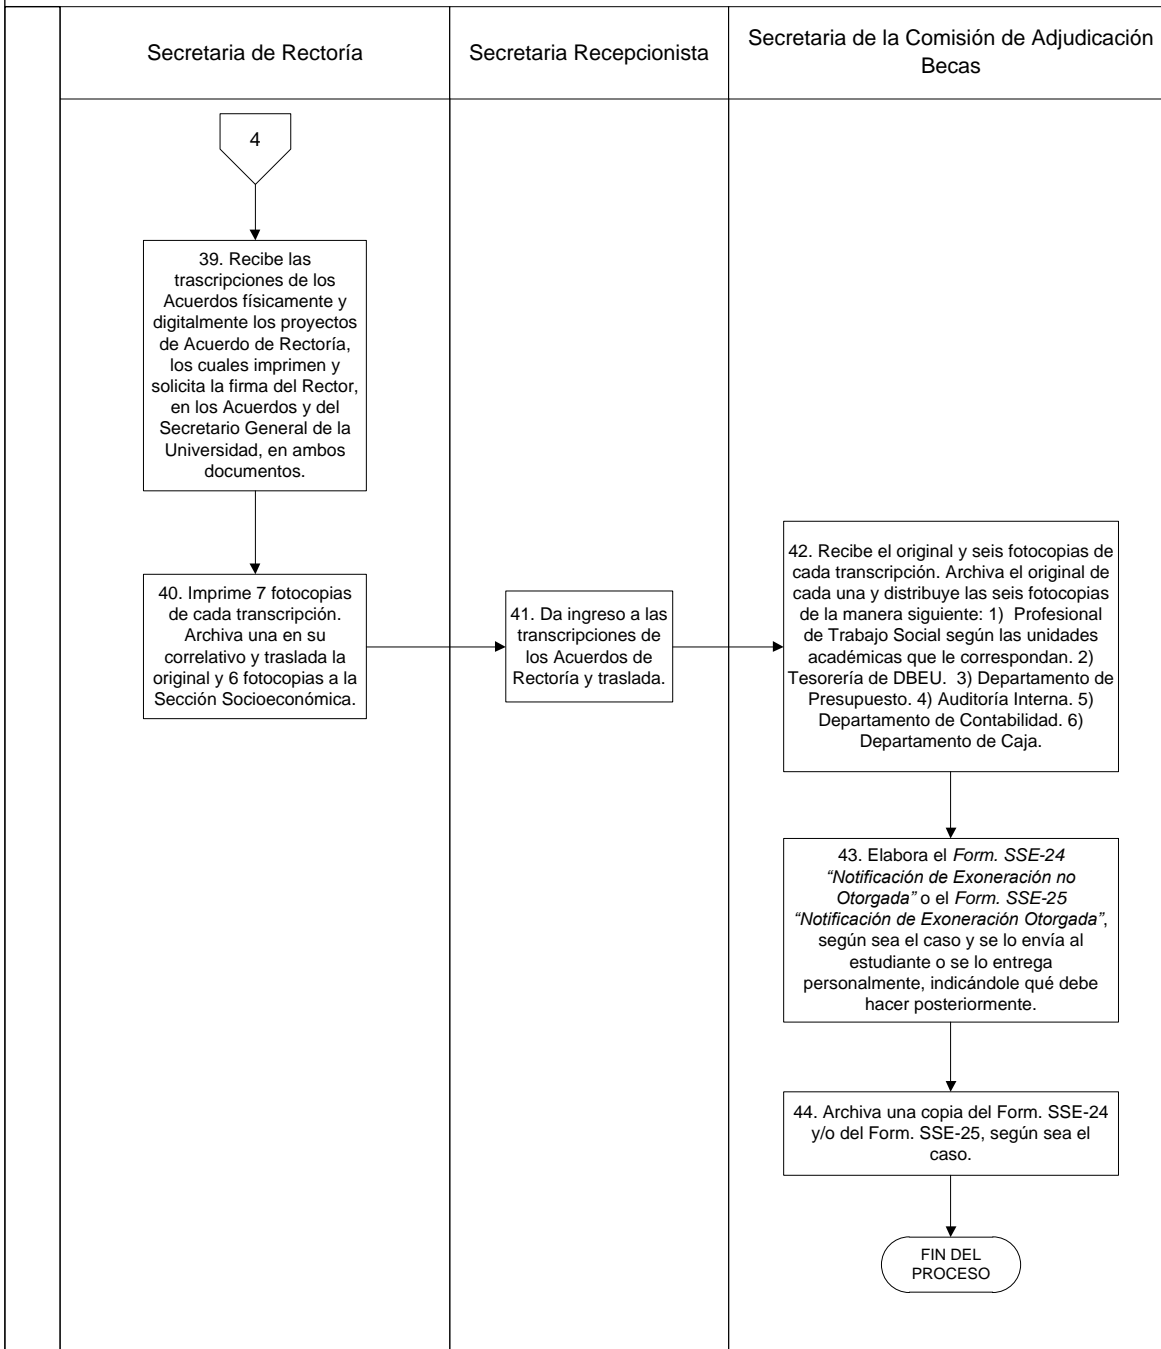 Secretaria de Rectoría
Secretaria Recepcionista
Secretaria de la Comisión de Adjudicación
Becas
4
39. Recibe las
trascripciones de los
Acuerdos físicamente y
digitalmente los proyectos
de Acuerdo de Rectoría,
los cuales imprimen y
solicita la firma del Rector,
en los Acuerdos y del
Secretario General de la
Universidad, en ambos
documentos.
40. Imprime 7 fotocopias
de cada transcripción.
Archiva una en su
correlativo y traslada la
original y 6 fotocopias a la
Sección Socioeconómica.
41. Da ingreso a las
transcripciones de
los Acuerdos de
Rectoría y traslada.
42. Recibe el original y seis fotocopias de
cada transcripción. Archiva el original de
cada una y distribuye las seis fotocopias
de la manera siguiente: 1) Profesional
de Trabajo Social según las unidades
académicas que le correspondan. 2)
Tesorería de DBEU. 3) Departamento de
Presupuesto. 4) Auditoría Interna. 5)
Departamento de Contabilidad. 6)
Departamento de Caja.
43. Elabora el Form. SSE-24
“Notificación de Exoneración no
Otorgada” o el Form. SSE-25
“Notificación de Exoneración Otorgada”,
según sea el caso y se lo envía al
estudiante o se lo entrega
personalmente, indicándole qué debe
hacer posteriormente.
44. Archiva una copia del Form. SSE-24
y/o del Form. SSE-25, según sea el
caso.
FIN DEL
PROCESO